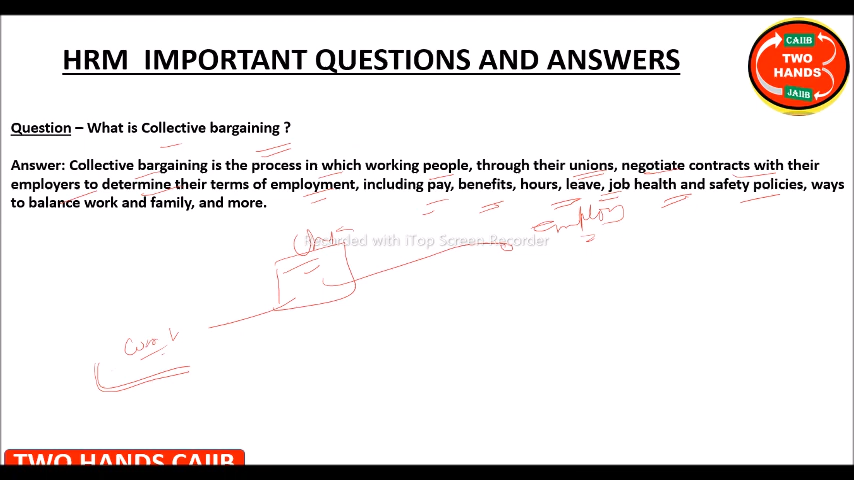 HRM IMPORTANT QUESTIONS AND ANSWERS
CAIIB
TWO
HANDS
JAIIB
Question – What is Collective bargaining ?
Answer: Collective bargaining is the process in which working people, through their unions, negotiate contracts with their
employers to determine their terms of employment, including pay, benefits, hours, leave, job health and safety policies, ways
to balance work and family, and more.
Recorded with iTop Screen Recorder
TWO HANDS CAIIB